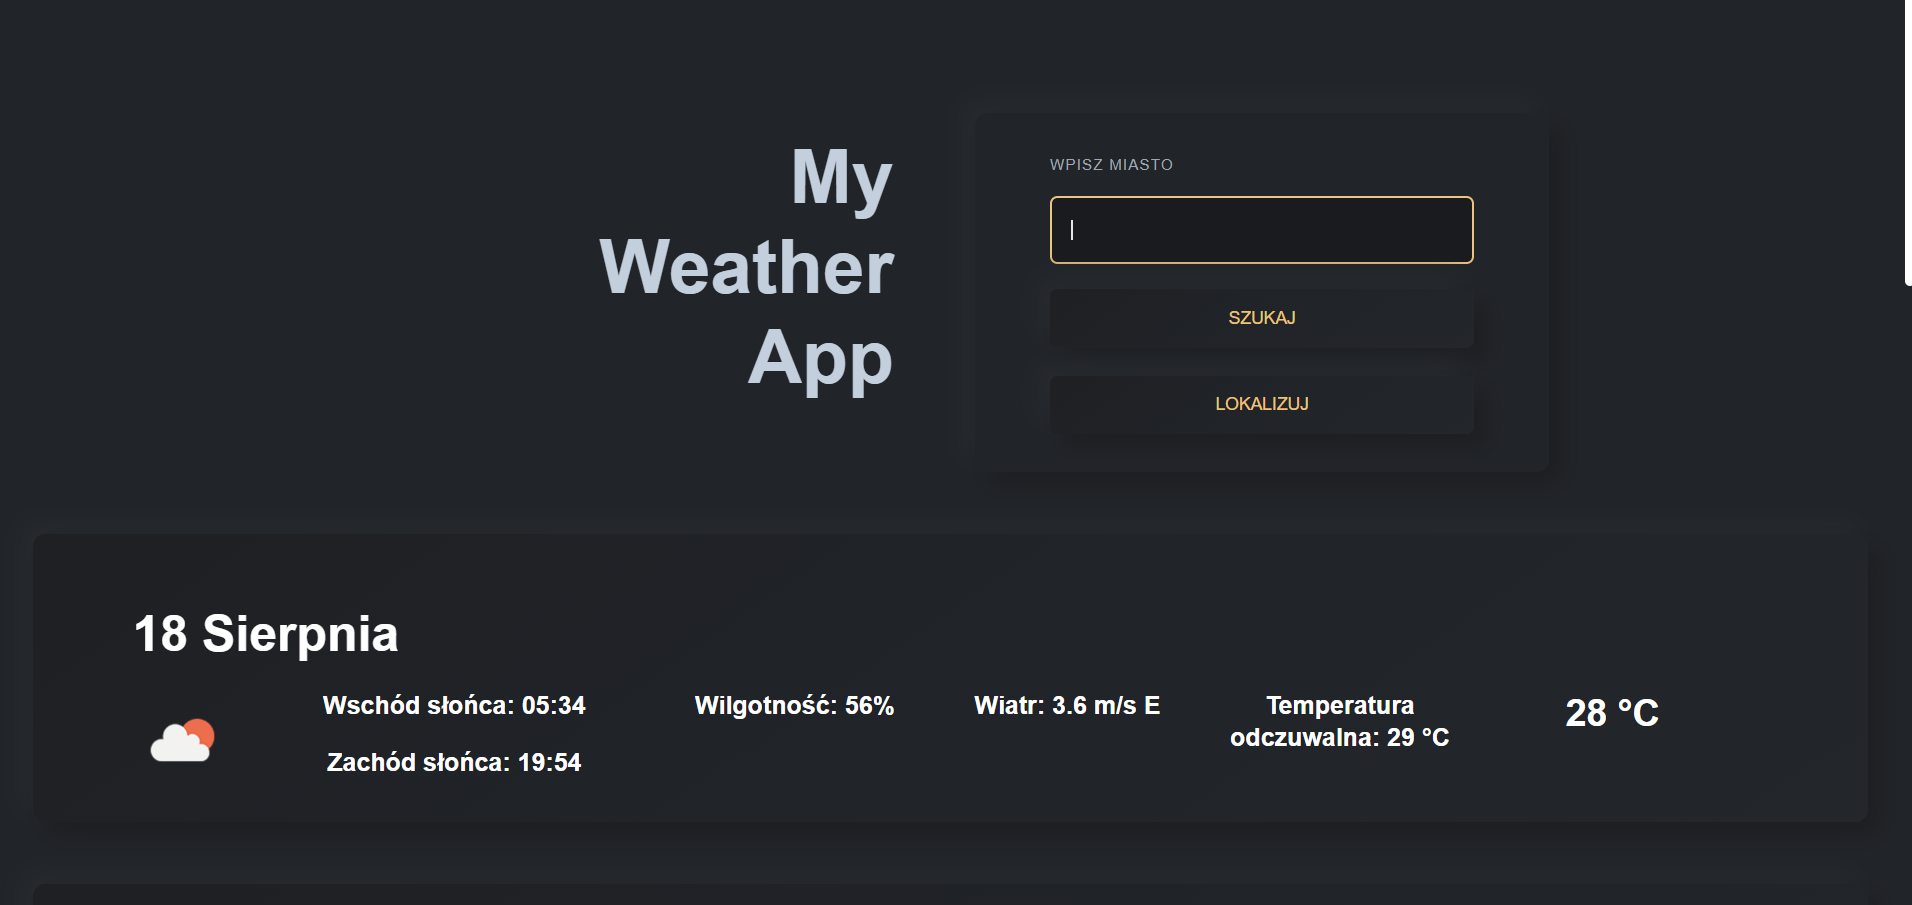 My
Weather
App
WPISZ MIASTO
SZUKAJ
LOKALIZUJ
18 Sierpnia
Wschód słońca: 05:34
Zachód słońca: 19:54
Wilgotność: 56%
Wiatr: 3.6 m/s E
Temperatura
odczuwalna: 29 °C
28 °C